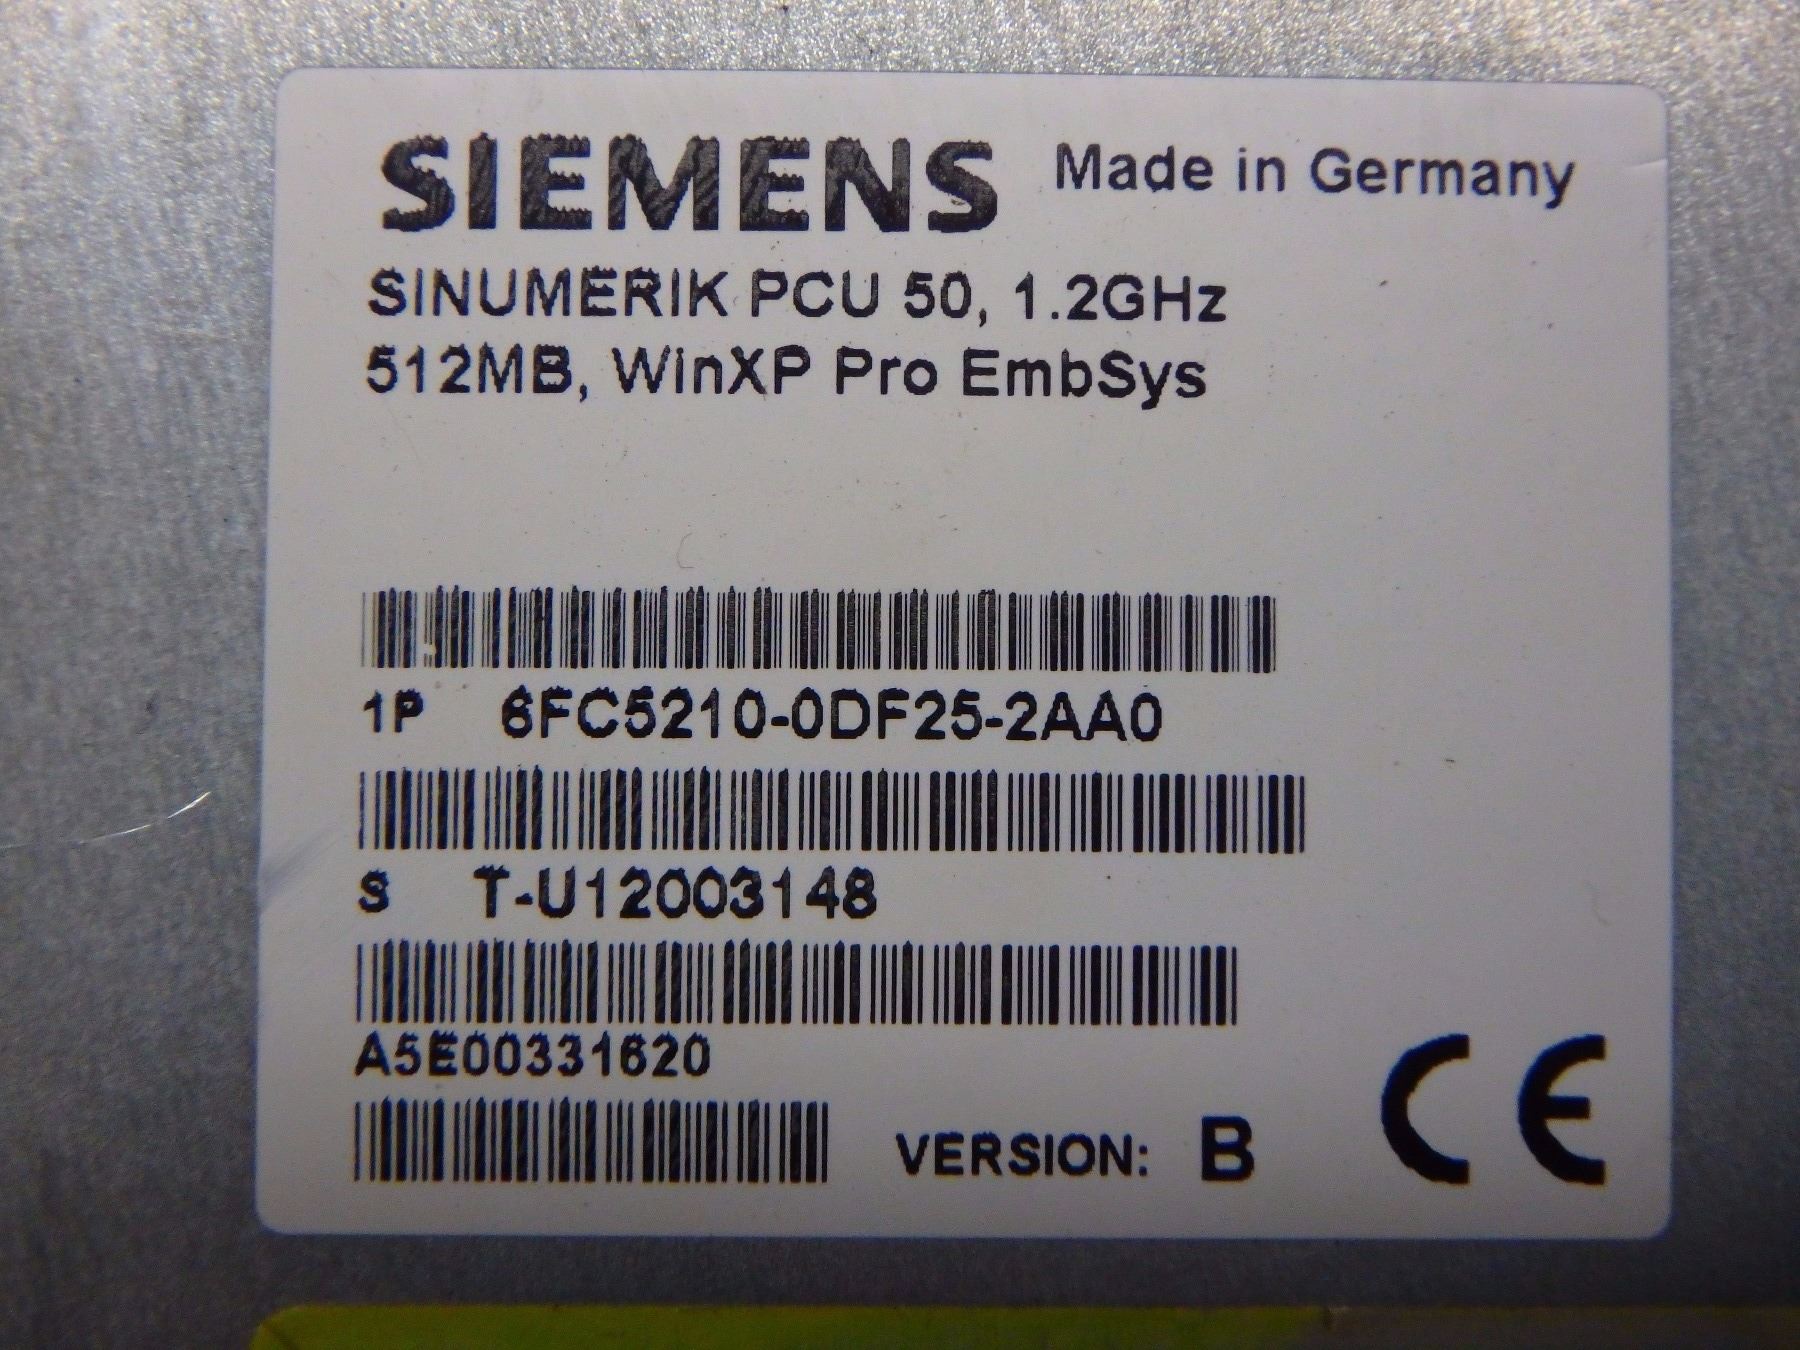 SIEMENS Made in Germany
SINUMERIK PCU 50, 1.2GHz
512MB, WinXP Pro EmbSys
1P 6FC5210-0DF25-2AA0
S T-U12003148
A5E00331620
VERSION: B CE